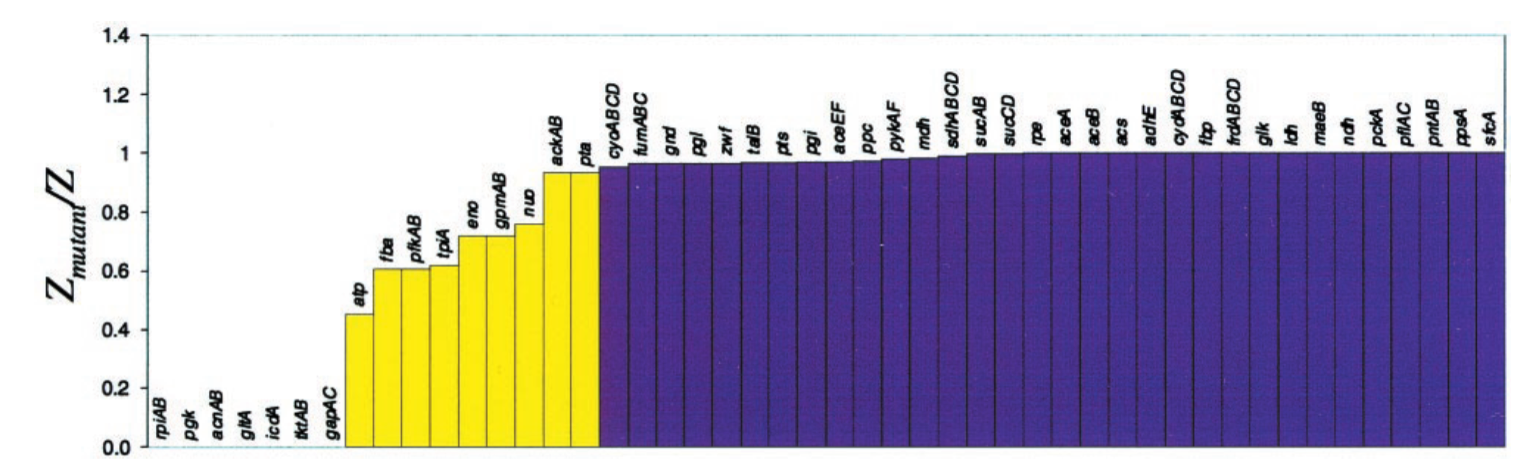 Zmutant/Z
1.4
1.2
1
0.8
0.6
0.4
0.2
0.0
rpiAB
pgk
acnAB
gltA
icdA
tktAB
gapAC
atp
fba
pfkAB
tpiA
eno
gpmAB
nuo
ackAB
pta
cyoABCD
fumABC
gnd
pgl
zwf
talB
pts
pgi
aceEF
ppc
pykAF
mdh
sdhABCD
sucAB
sucCD
rpe
aceA
aceB
acs
adhE
cydABCD
fbp
frdABCD
glk
ldh
maeB
ndh
pckA
pflAC
pntAB
ppsA
sfcA